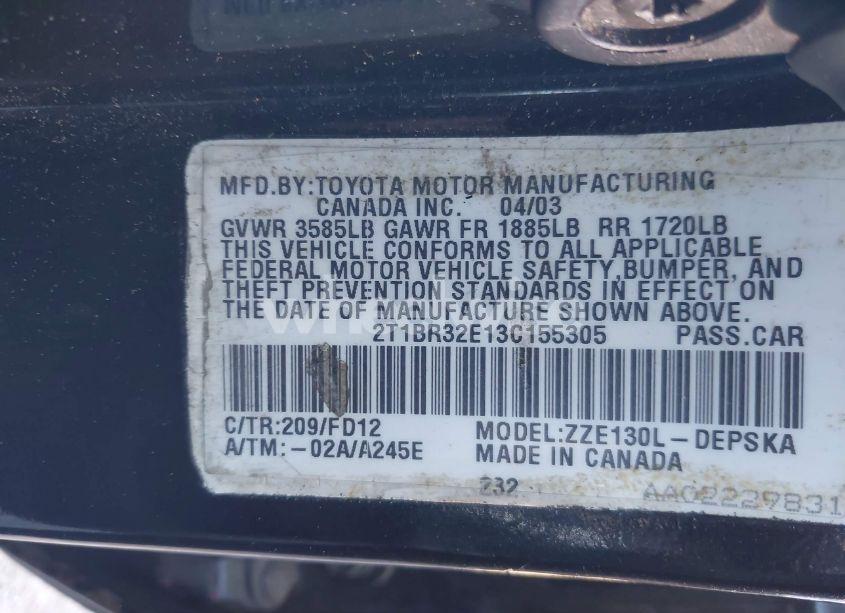 MFD.BY:TOYOTA MOTOR MANUFACTURING
CANADA INC. 04/03
GVWR 3585LB GAWR FR 1885LB RR 1720LB
THIS VEHICLE CONFORMS TO ALL APPLICABLE
FEDERAL MOTOR VEHICLE SAFETY,BUMPER, AND
THEFT PREVENTION STANDARDS IN EFFECT ON
THE DATE OF MANUFACTURE SHOWN ABOVE.
2T1BR32E13C155305 PASS.CAR
C/TR:209/FD12 MODEL:ZZE130L-DEPSKA
A/TM:-02A/A245E MADE IN CANADA
232
AA02229831